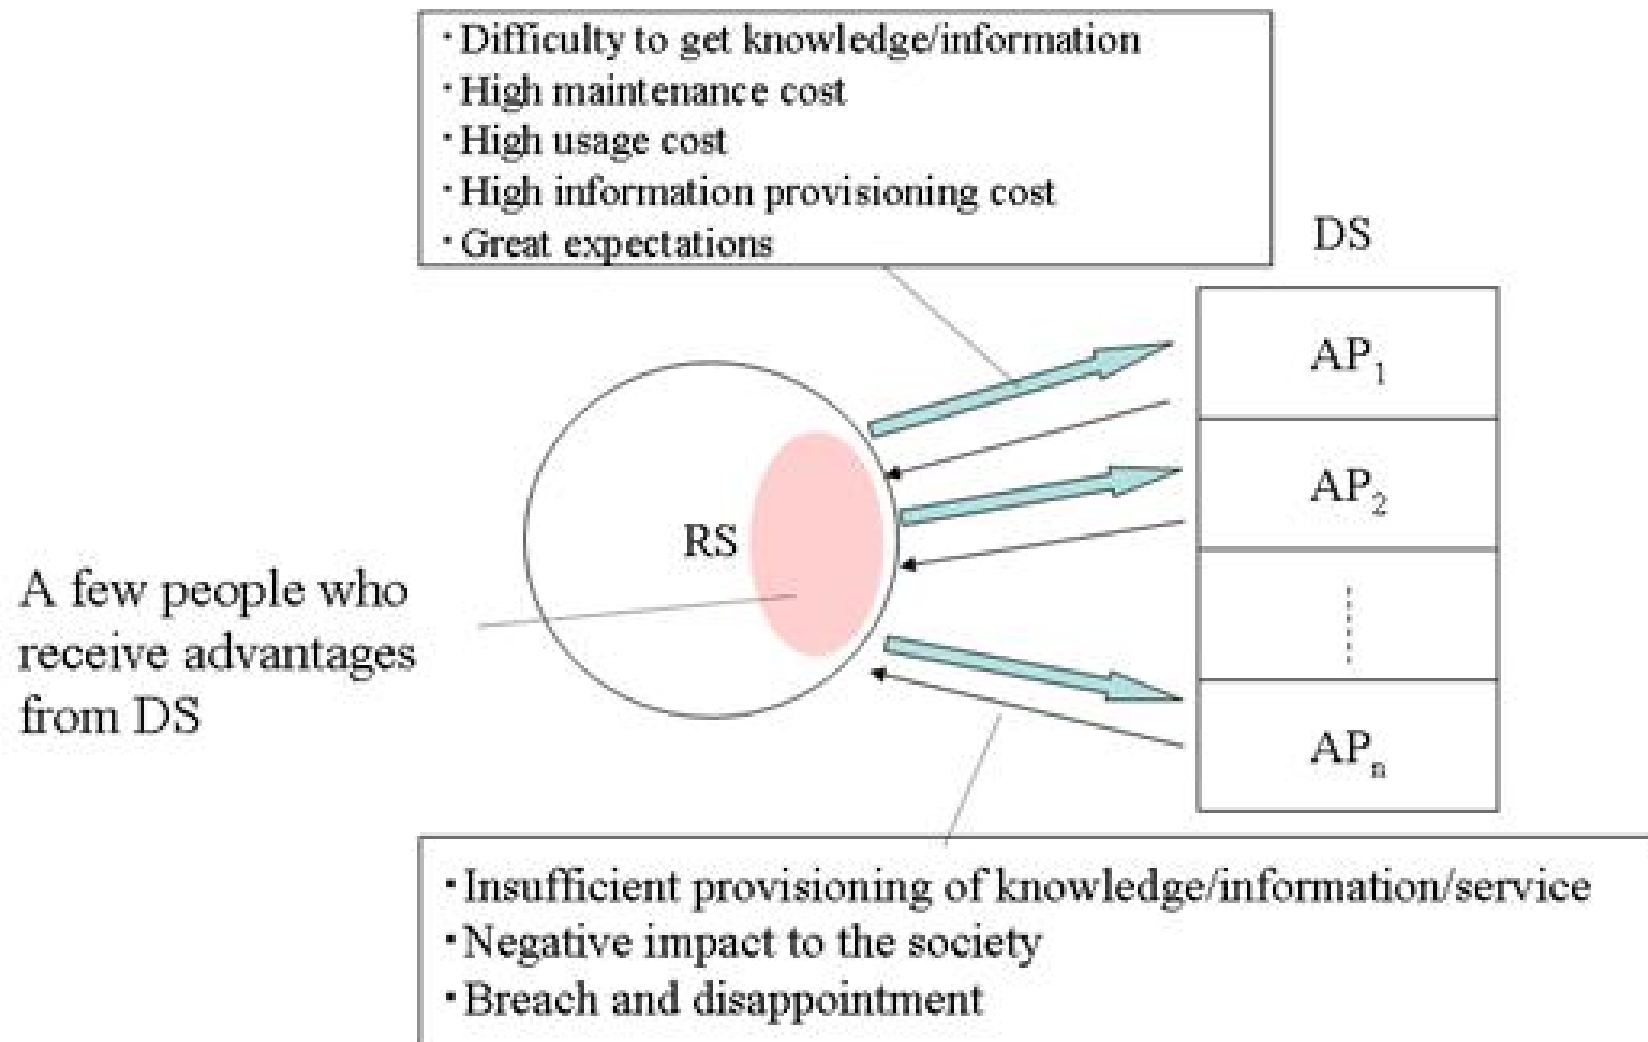 ・Difficulty to get knowledge/information
・High maintenance cost
・High usage cost
・High information provisioning cost
・Great expectations
DS
AP1
AP2
APn
RS
A few people who
receive advantages
from DS
・Insufficient provisioning of knowledge/information/service
・Negative impact to the society
・Breach and disappointment